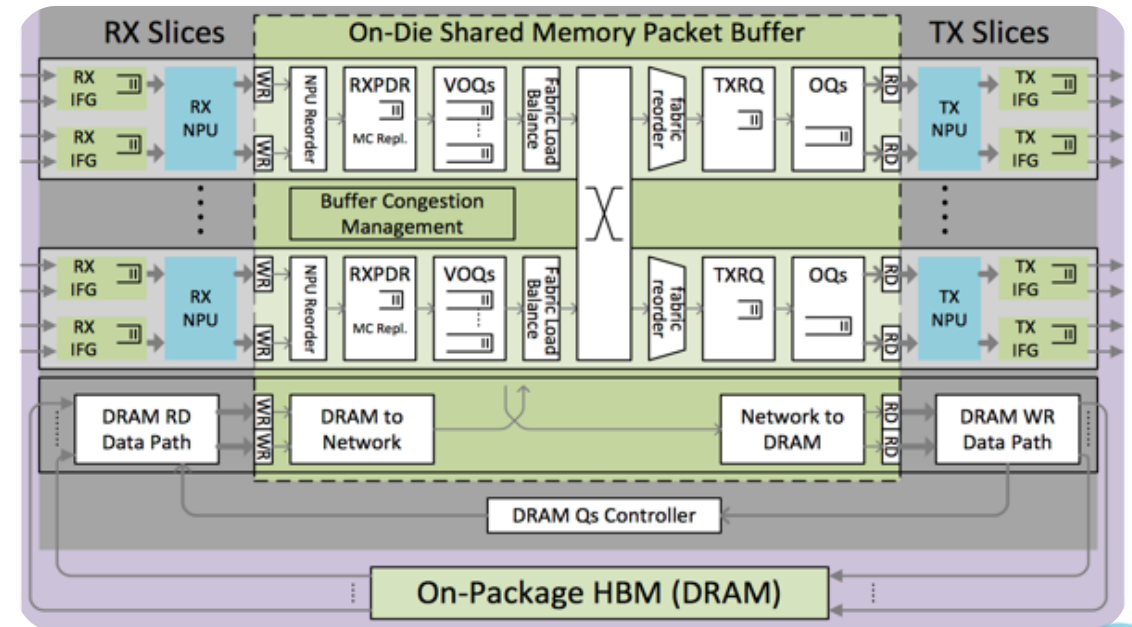 RX Slices
On-Die Shared Memory Packet Buffer
TX Slices
RX
IFG
RX
IFG
RX
NPU
WR
WR
NPU Reorder
RXPDR
MC Repl.
VOQs
Fabric Load
Balance
fabric
reorder
TXRQ
OQs
RD
RD
TX
NPU
TX
IFG
TX
IFG
Buffer Congestion
Management
RX
IFG
RX
IFG
RX
NPU
WR
WR
NPU Reorder
RXPDR
MC Repl.
VOQs
Fabric Load
Balance
fabric
reorder
TXRQ
OQs
RD
RD
TX
NPU
TX
IFG
TX
IFG
DRAM RD
Data Path
WR
WR
DRAM to
Network
Network to
DRAM
RD
RD
DRAM WR
Data Path
DRAM Qs Controller
On-Package HBM (DRAM)